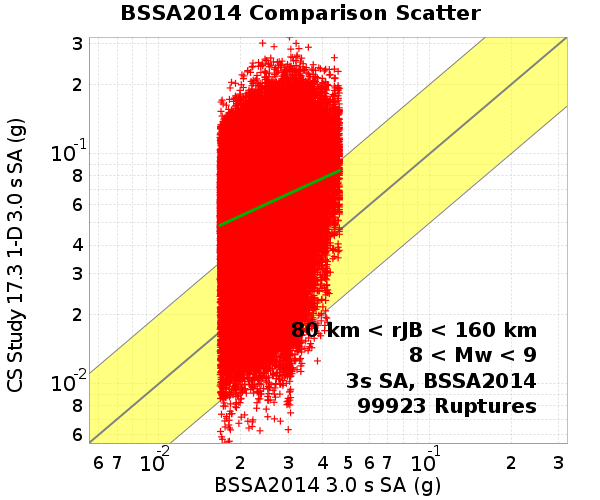 BSSA2014 Comparison Scatter
CS Study 17.3 1-D 3.0 s SA (g)
3
2
10-1
8
6
4
3
2
10-2
8
6
80 km < rJB < 160 km
8 < Mw < 9
3s SA, BSSA2014
99923 Ruptures
6 7 10-2 2 3 4 5 6 7 10-1 2 3
BSSA2014 3.0 s SA (g)